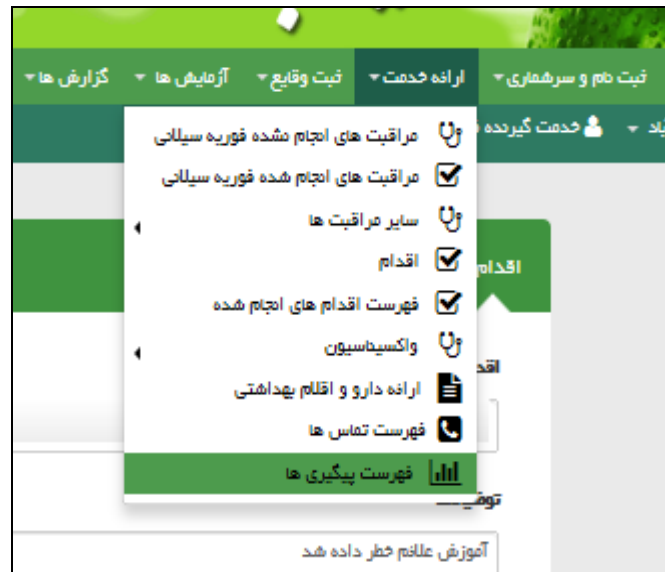 ثبت نام و سرشماری
ارائه خدمت
ثبت وقایع
آزمایش ها
گزارش ها
خدمت گیرنده
مراقبت های انجام نشده فوریه سیلانی
مراقبت های انجام شده فوریه سیلانی
سایر مراقبت ها
اقدام
اقدام
فهرست اقدام های انجام شده
واکسیناسیون
ارائه دارو و اقلام بهداشتی
فهرست تماس ها
فهرست پیگیری ها
آموزش علائم خطر داده شد